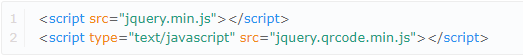 1 <script src="jquery.min.js"></script>
2 <script type="text/javascript" src="jquery.qrcode.min.js"></script>